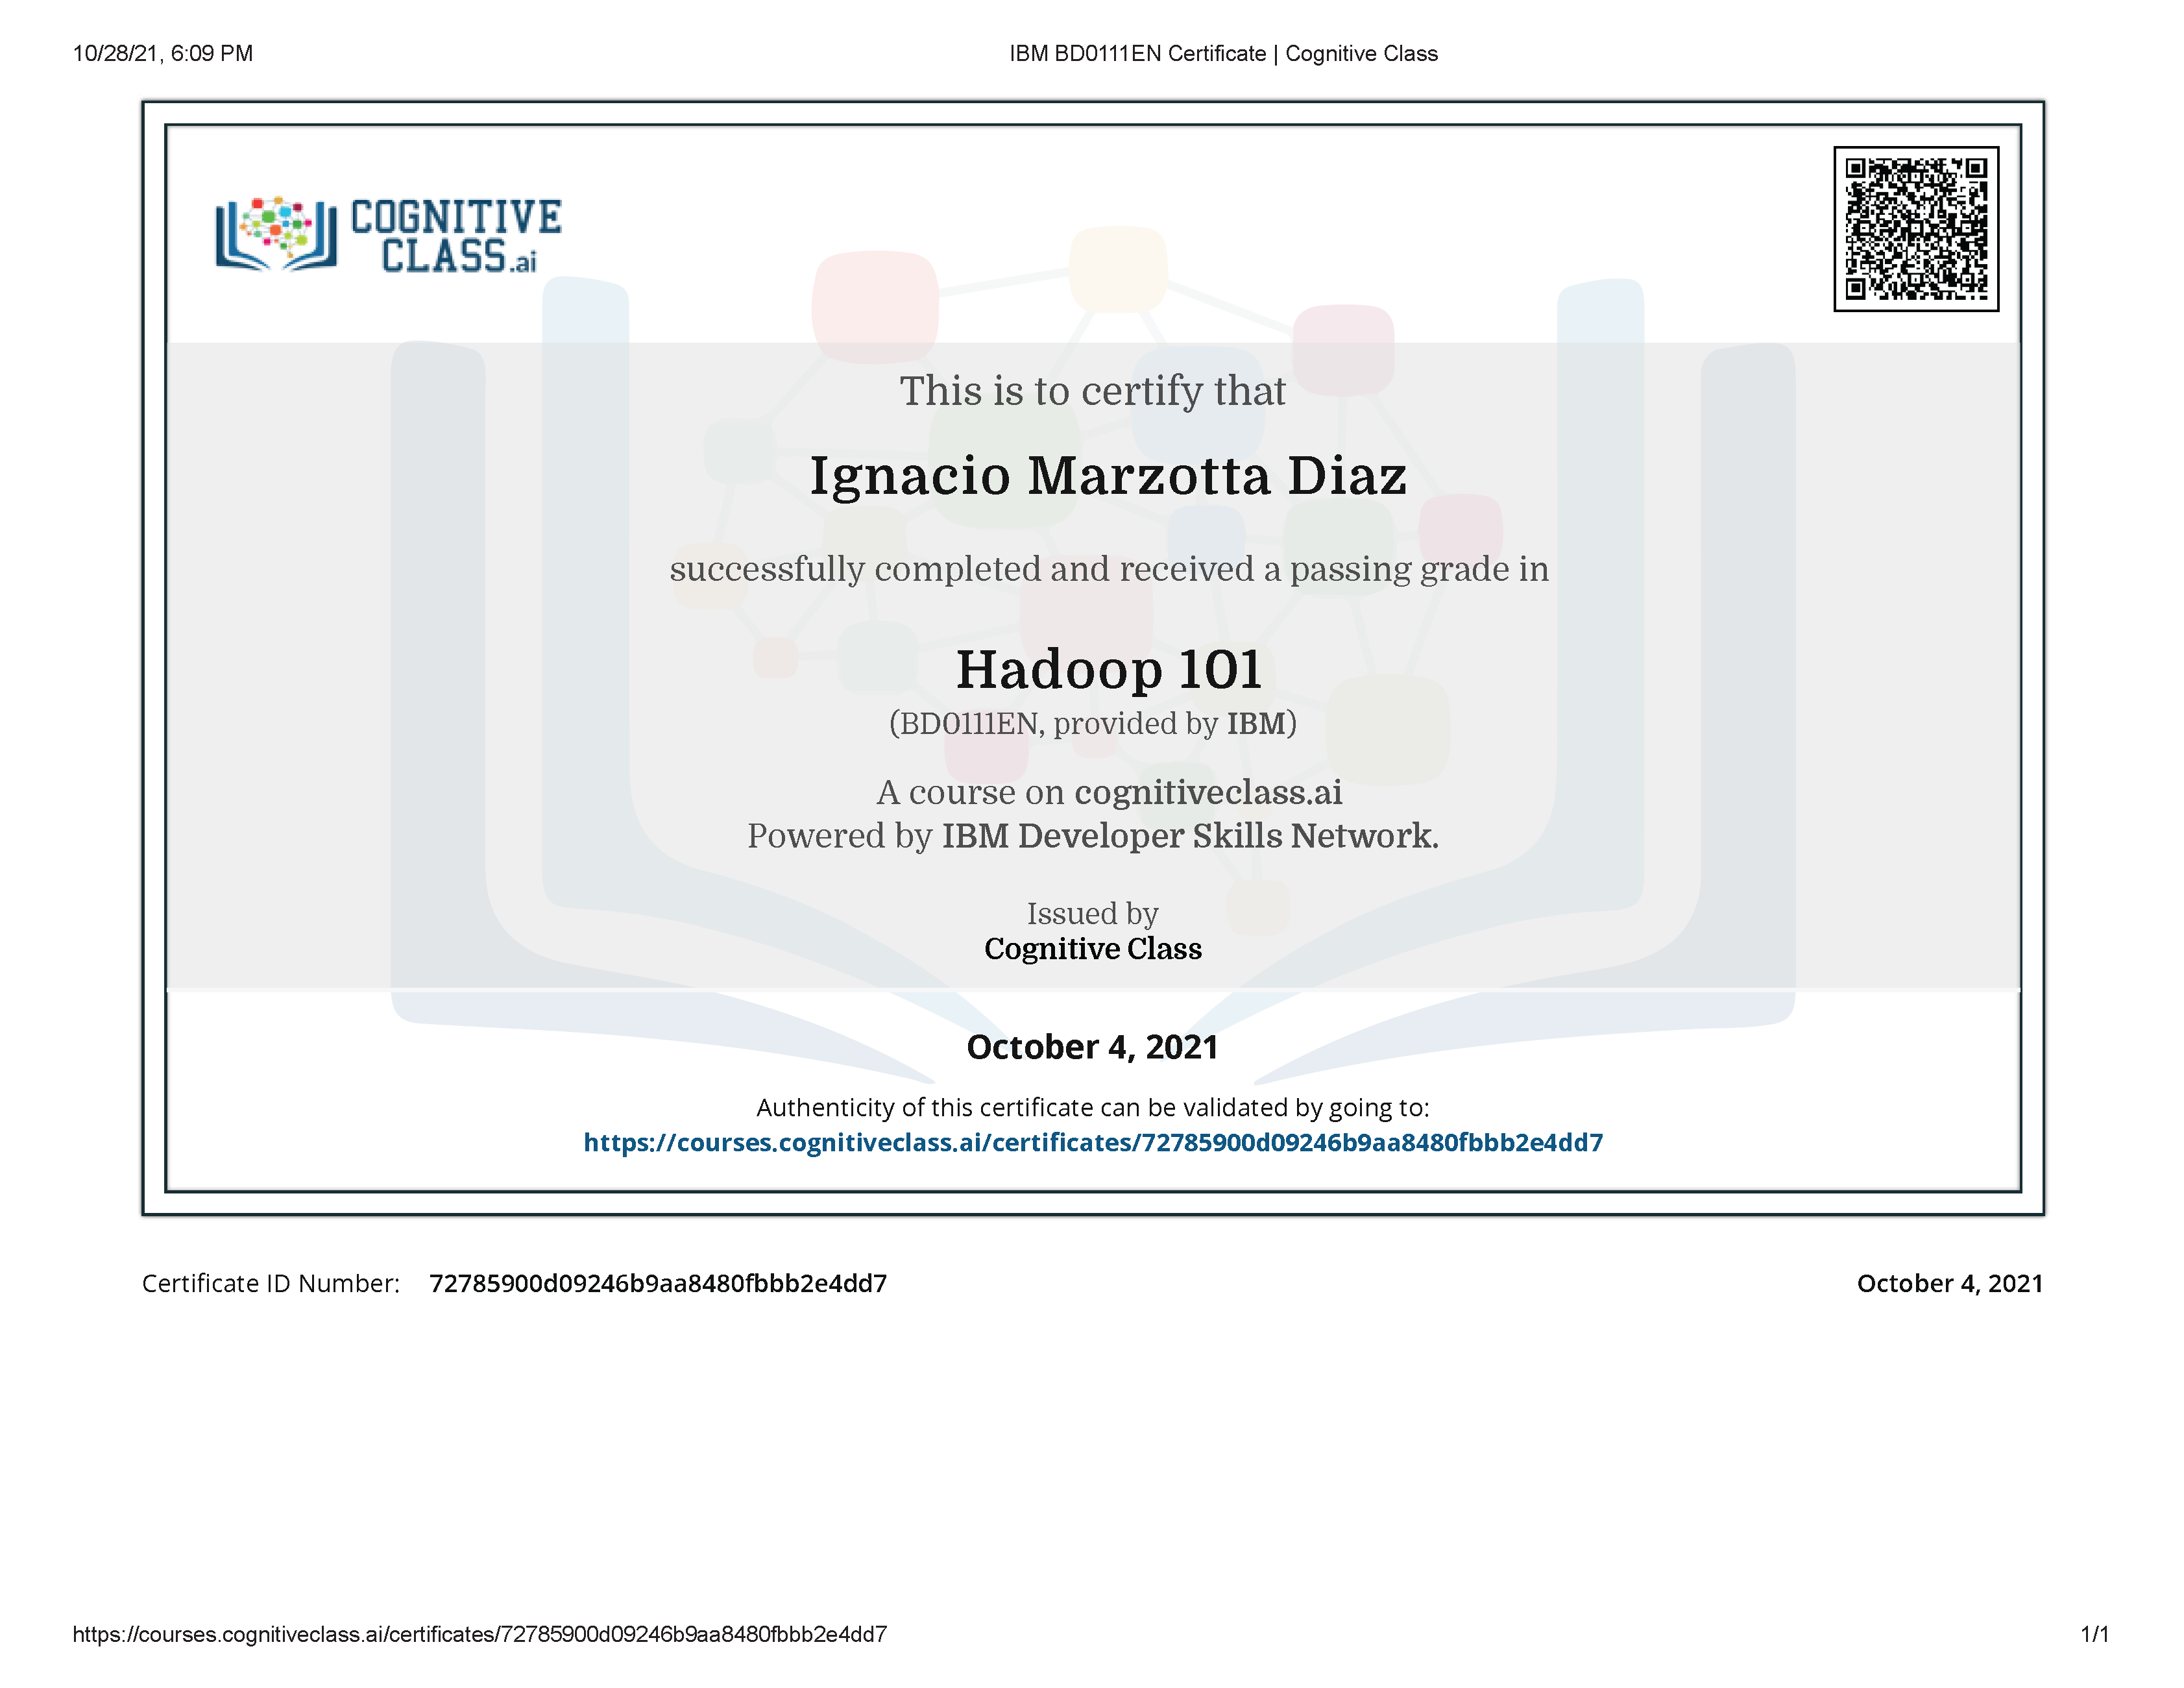 10/28/21, 6:09 PM
IBM BD0111EN Certificate | Cognitive Class
COGNITIVE
CLASS.ai
This is to certify that
Ignacio Marzotta Diaz
successfully completed and received a passing grade in
Hadoop 101
(BD0111EN, provided by IBM)
A course on cognitiveclass.ai
Powered by IBM Developer Skills Network.
Issued by
Cognitive Class
October 4, 2021
Authenticity of this certificate can be validated by going to:
https://courses.cognitiveclass.ai/certificates/72785900d09246b9aa8480fbbb2e4dd7
Certificate ID Number: 72785900d09246b9aa8480fbbb2e4dd7
October 4, 2021
https://courses.cognitiveclass.ai/certificates/72785900d09246b9aa8480fbbb2e4dd7
1/1